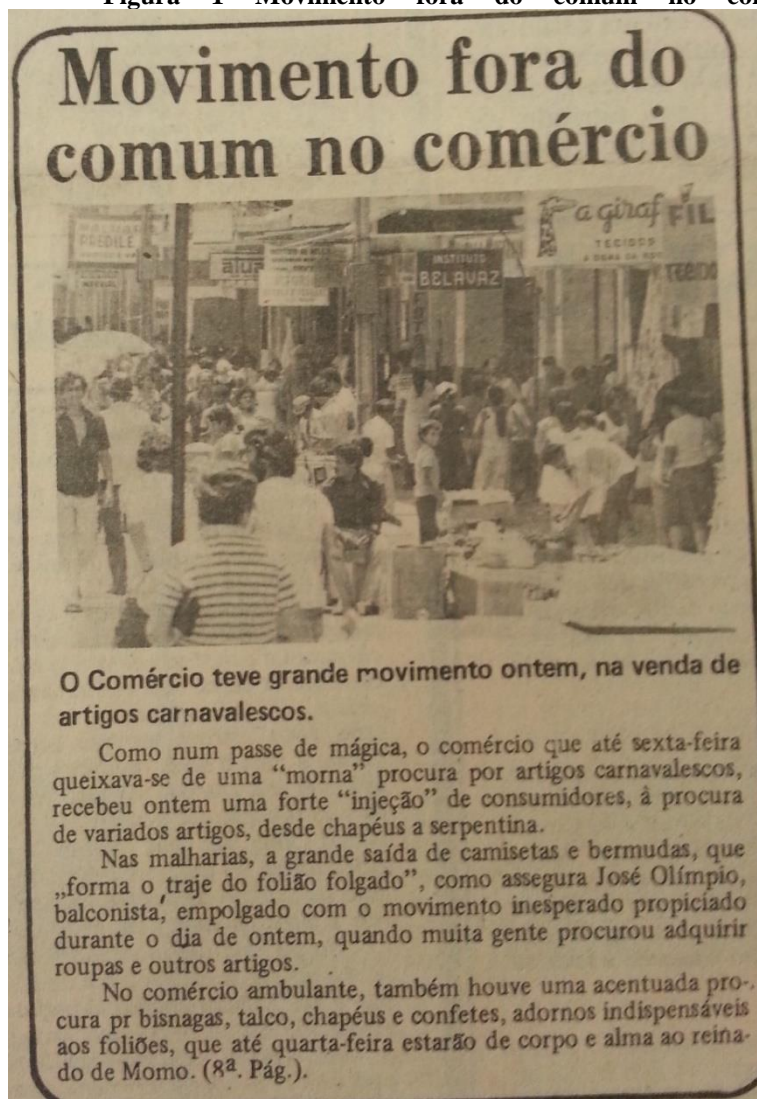 Figura 1 Movimento fora do comum no
Movimento fora do
comum no comércio
a giraf
FIL
TECIDOS
alua
INSTITUTO
BELAVAZ
O Comércio teve grande movimento ontem, na venda de
artigos carnavalescos.
Como num passe de mágica, o comércio que até sexta-feira
queixava-se de uma “morna” procura por artigos carnavalescos,
recebeu ontem uma forte “injeção” de consumidores, à procura
de variados artigos, desde chapéus a serpentina.
Nas malharias, a grande saída de camisetas e bermudas, que
„forma o traje do folião folgado”, como assegura José Olímpio,
balconista, empolgado com o movimento inesperado propiciado
durante o dia de ontem, quando muita gente procurou adquirir
roupas e outros artigos.
No comércio ambulante, também houve uma acentuada pro-
cura pr bisnagas, talco, chapéus e confetes, adornos indispensáveis
aos foliões, que até quarta-feira estarão de corpo e alma ao reina-
do de Momo. (8ª. Pág.).